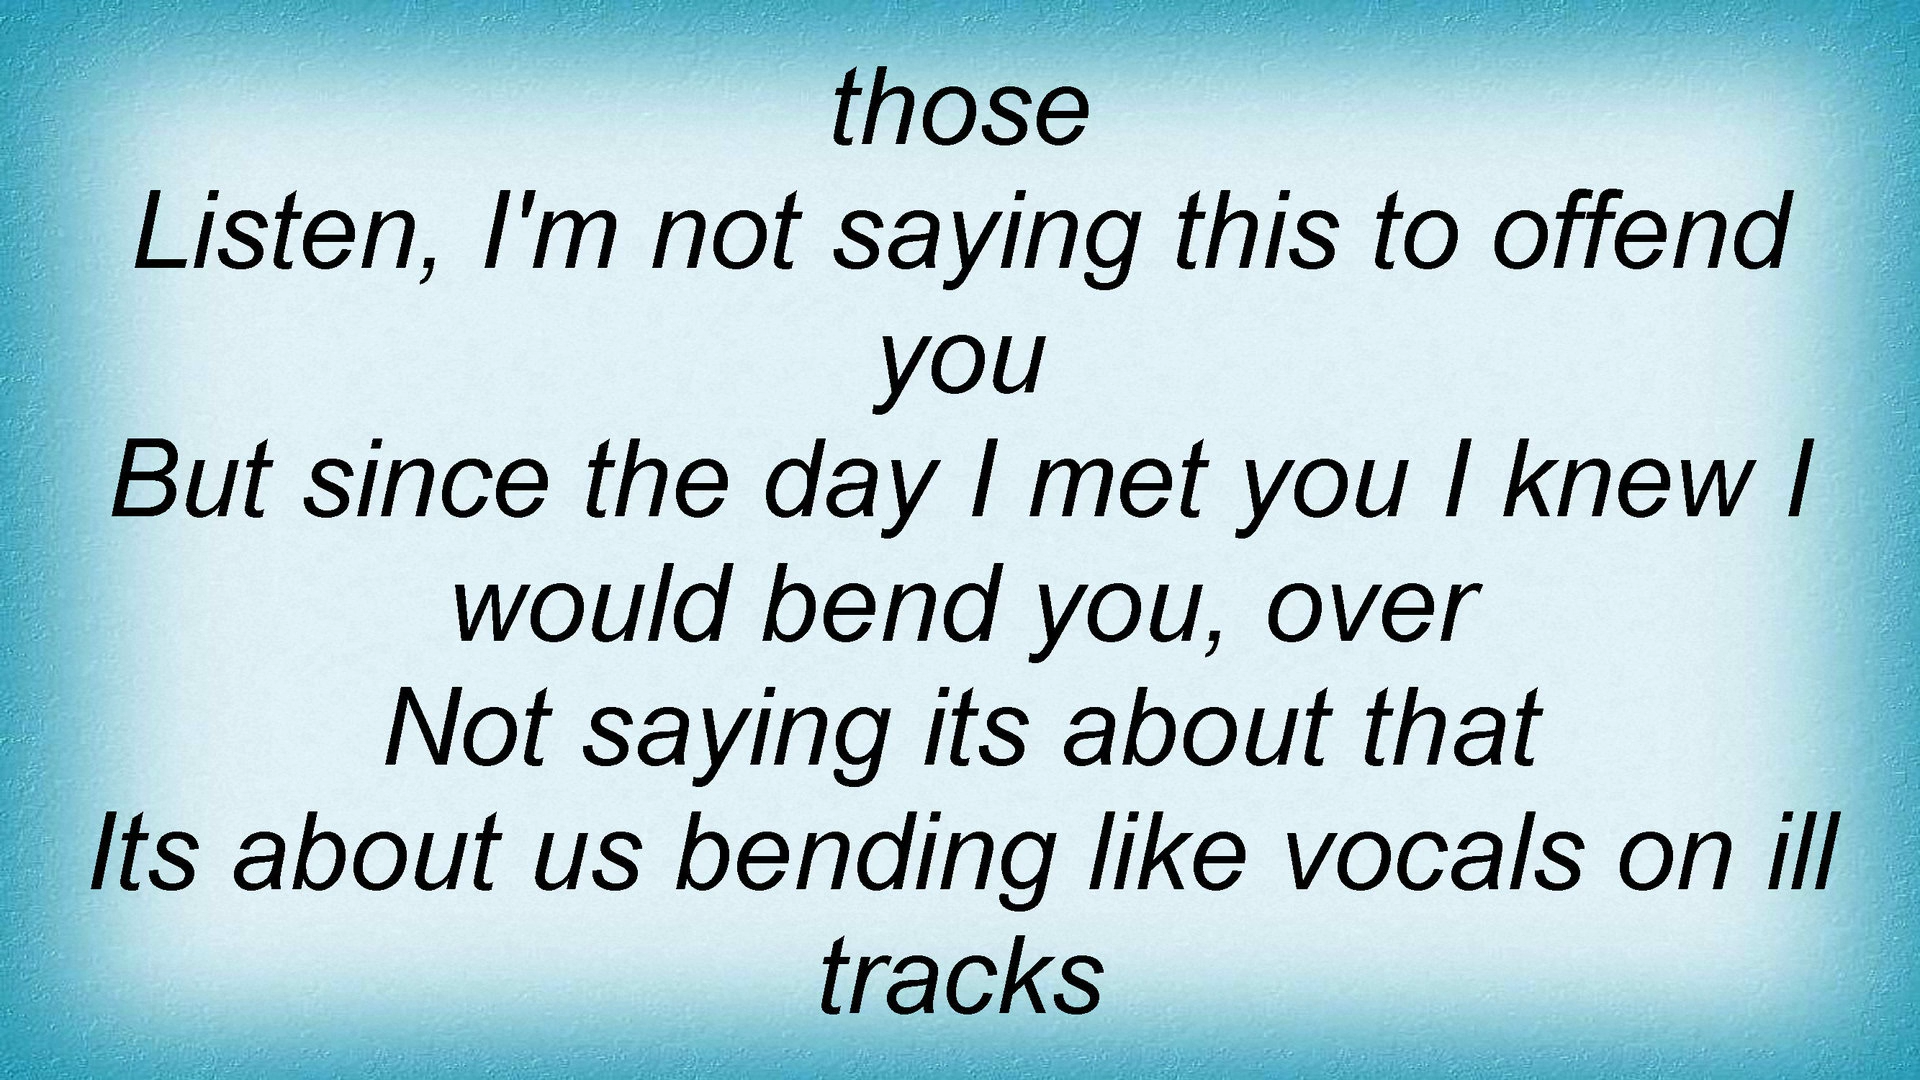 those
Listen, I'm not saying this to offend
you
But since the day I met you I knew I
would bend you, over
Not saying its about that
Its about us bending like vocals on ill
tracks